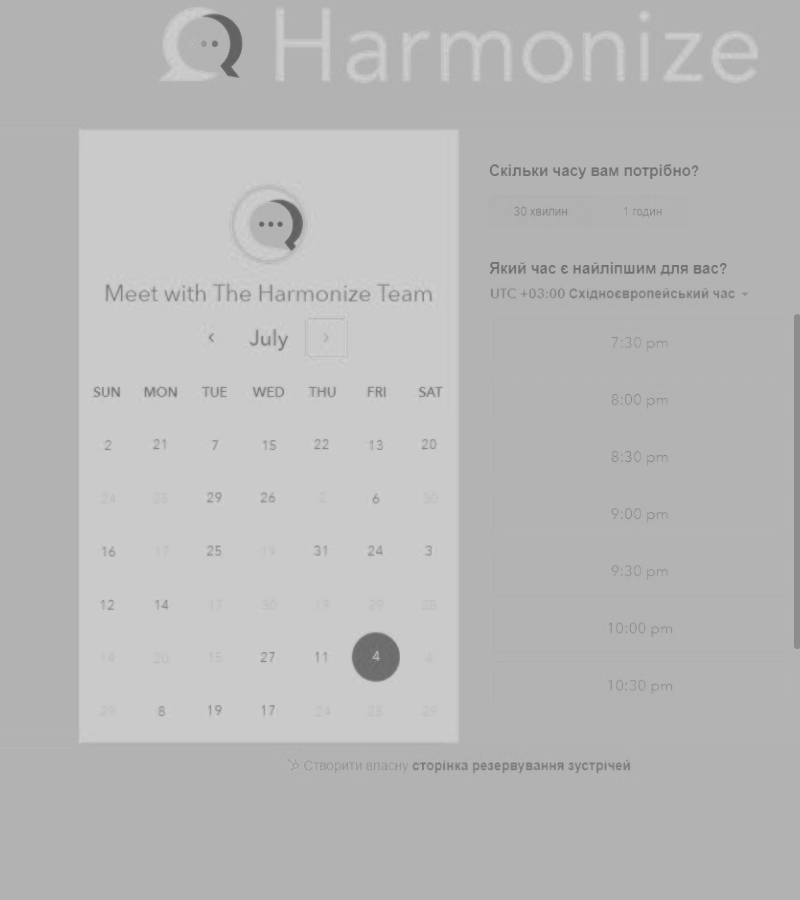 Harmonize
Meet with The Harmonize Team
July
SUN MON TUE WED THU FRI SAT
2 21 7 15 22 13 20
24 28 29 26 2 6 30
16 17 25 19 31 24 3
12 14 17 30 19 29 28
14 20 15 27 11 4 4
29 8 19 17 24 28 29
Скільки часу вам потрібно?
30 хвилин 1 годин
Який час є найліпшим для вас?
UTC +03:00 Східноєвропейський час
7:30 pm
8:00 pm
8:30 pm
9:00 pm
9:30 pm
10:00 pm
10:30 pm
Створити власну сторінка резервування зустрічей